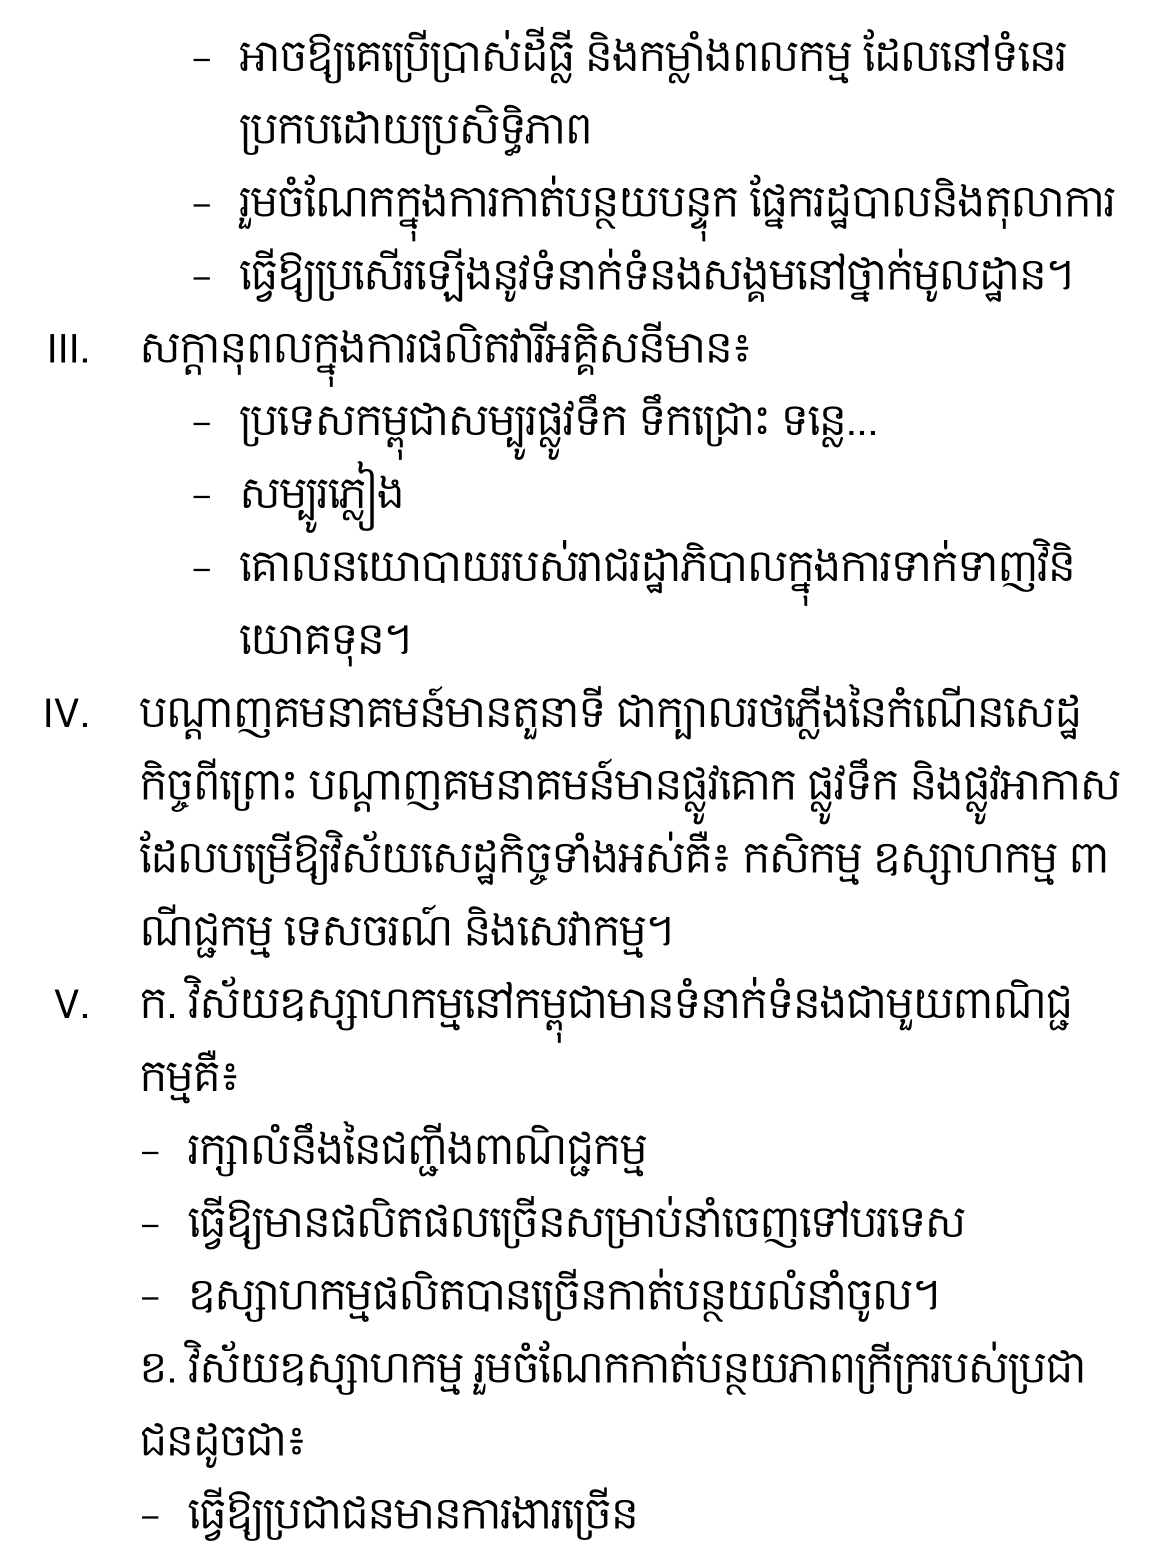 – អាចឱ្យគេប្រើប្រាស់ដីធ្លី និងកម្លាំងពលកម្ម ដែលនៅទំនេរ
ប្រកបដោយប្រសិទ្ធិភាព
– រួមចំណែកក្នុងការកាត់បន្ថយបន្ទុក ផ្នែករដ្ឋបាលនិងតុលាការ
– ធ្វើឱ្យប្រសើរឡើងនូវទំនាក់ទំនងសង្គមនៅថ្នាក់មូលដ្ឋាន។
III. សក្តានុពលក្នុងការផលិតវារីអគ្គិសនីមាន៖
– ប្រទេសកម្ពុជាសម្បូរផ្លូវទឹក ទឹកជ្រោះ ទន្លេ...
– សម្បូរភ្លៀង
– គោលនយោបាយរបស់រាជរដ្ឋាភិបាលក្នុងការទាក់ទាញវិនិ
យោគទុន។
IV. បណ្តាញគមនាគមន៍មានតួនាទី ជាក្បាលរថភ្លើងនៃកំណើនសេដ្ឋ
កិច្ចពីព្រោះ បណ្តាញគមនាគមន៍មានផ្លូវគោក ផ្លូវទឹក និងផ្លូវអាកាស
ដែលបម្រើឱ្យវិស័យសេដ្ឋកិច្ចទាំងអស់គឺ៖ កសិកម្ម ឧស្សាហកម្ម ពា
ណីជ្ជកម្ម ទេសចរណ៍ និងសេវាកម្ម។
V. ក. វិស័យឧស្សាហកម្មនៅកម្ពុជាមានទំនាក់ទំនងជាមួយពាណិជ្ជ
កម្មគឺ៖
– រក្សាលំនឹងនៃជញ្ជីងពាណិជ្ជកម្ម
– ធ្វើឱ្យមានផលិតផលច្រើនសម្រាប់នាំចេញទៅបរទេស
– ឧស្សាហកម្មផលិតបានច្រើនកាត់បន្ថយលំនាំចូល។
ខ. វិស័យឧស្សាហកម្ម រួមចំណែកកាត់បន្ថយភាពក្រីក្ររបស់ប្រជា
ជនដូចជា៖
– ធ្វើឱ្យប្រជាជនមានការងារច្រើន